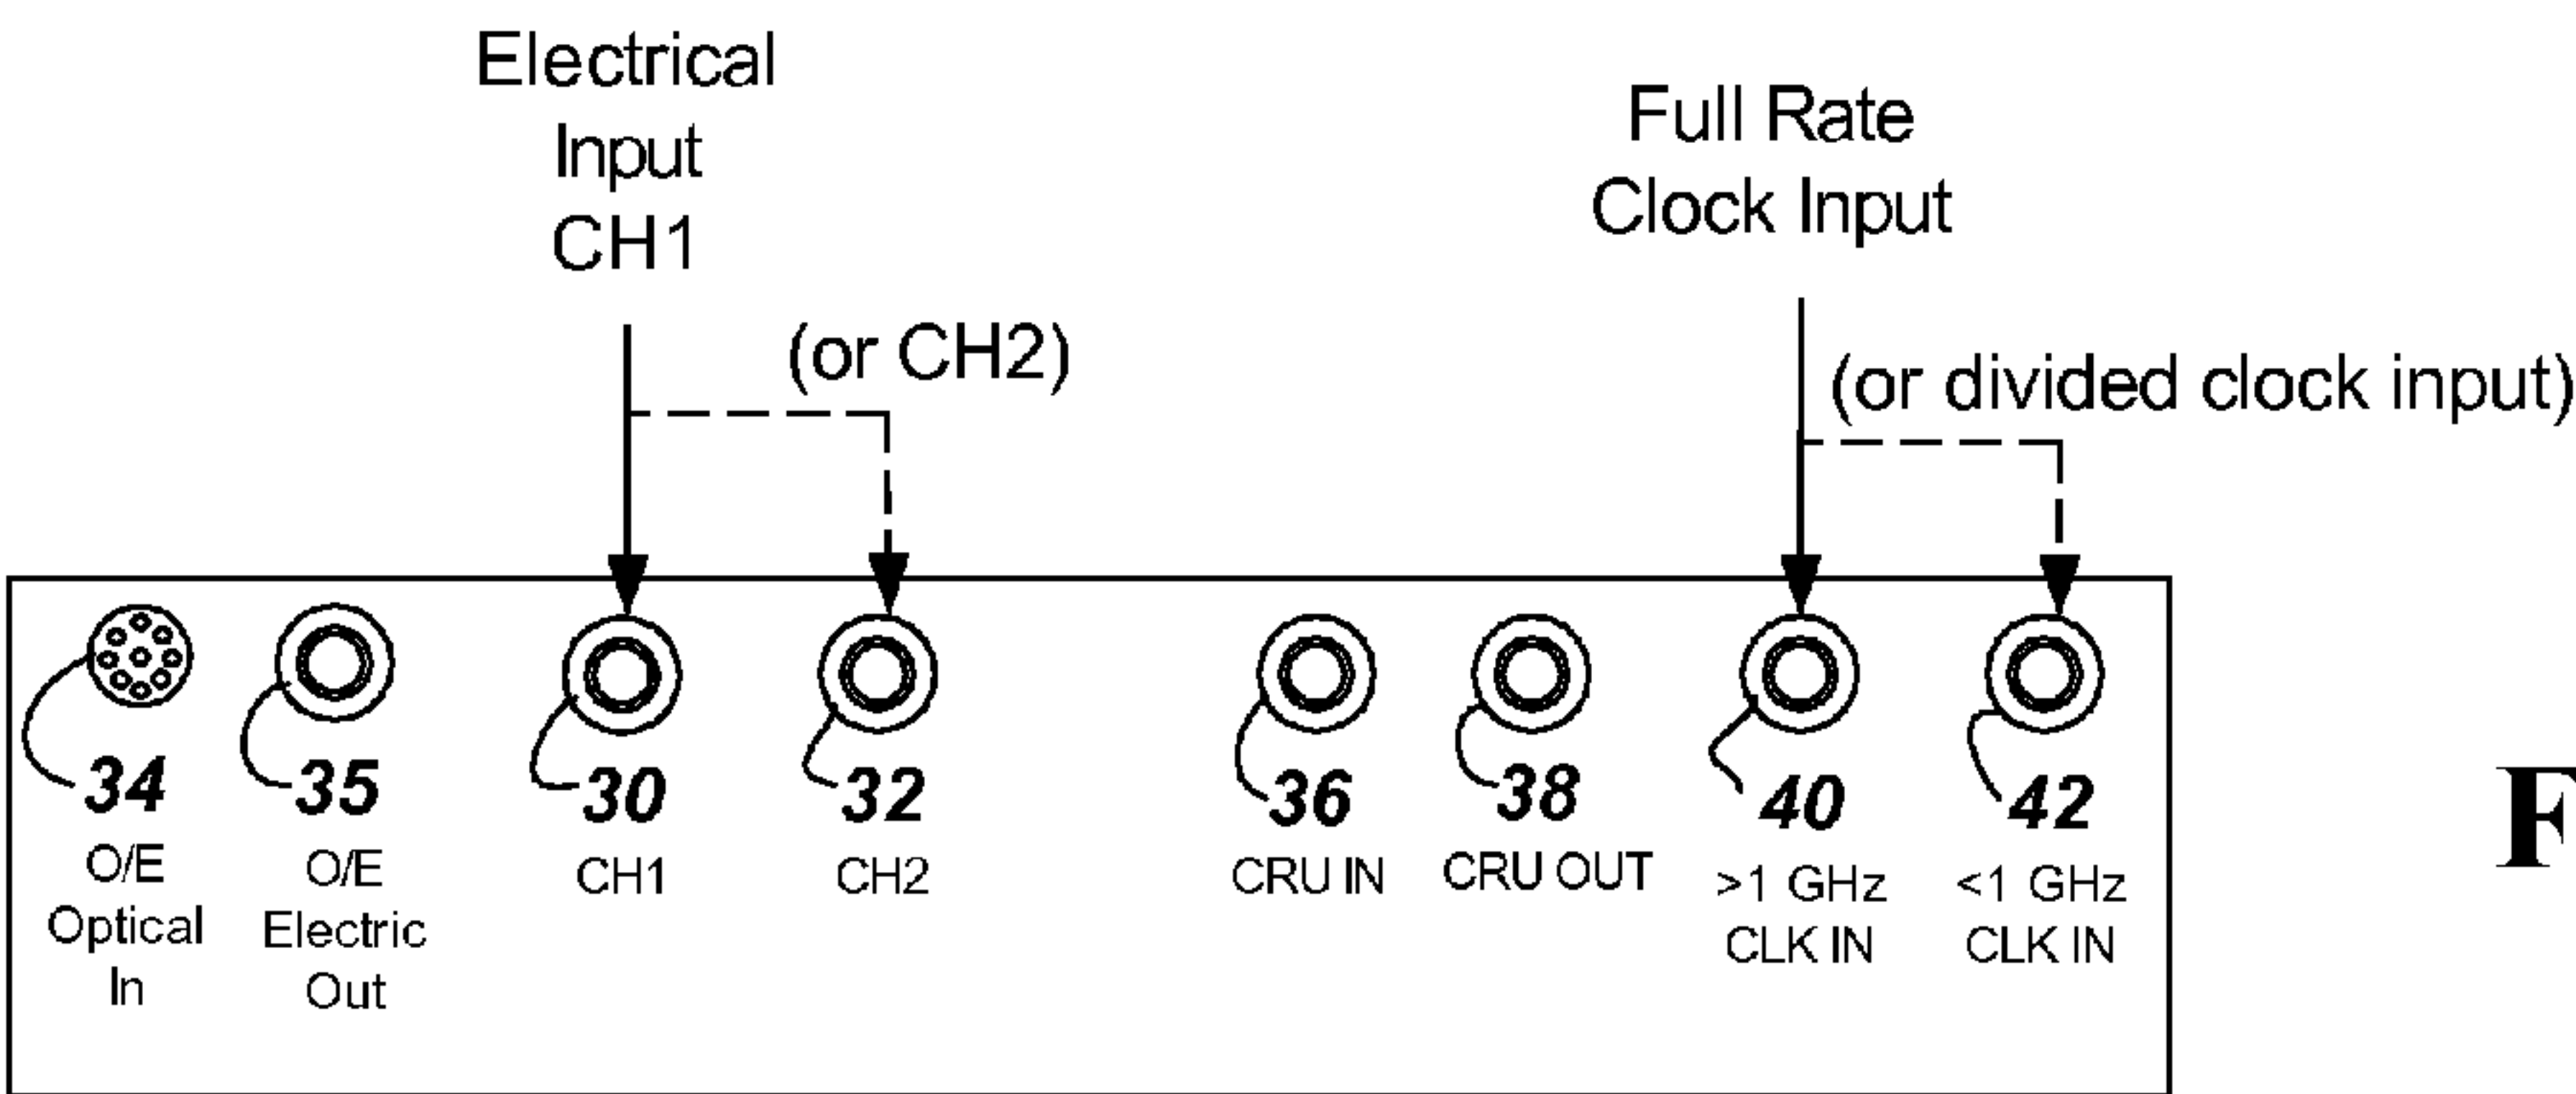 Electrical
Input
CH1
(or CH2)
Full Rate
Clock Input
(or divided clock input)
34
O/E
Optical
In
35
O/E
Electric
Out
30
CH1
32
CH2
36
CRU IN
38
CRU OUT
40
>1 GHz
CLK IN
42
<1 GHz
CLK IN
F